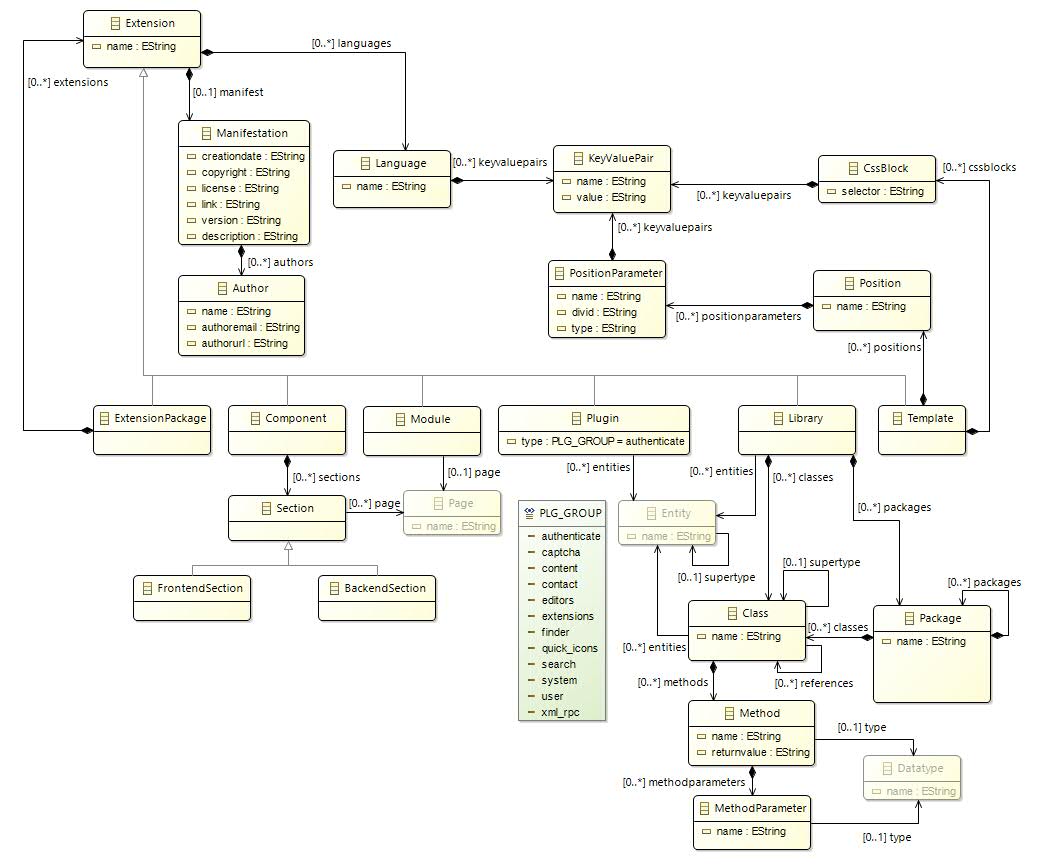 Extension
name : EString
[0..*] languages
[0..*] extensions
[0..1] manifest
Manifestation
creationdate : EString
copyright : EString
license : EString
link : EString
version : EString
description : EString
Language
name : EString
[0..*] keyvaluepairs
KeyValuePair
name : EString
value : EString
[0..*] keyvaluepairs
CssBlock
selector : EString
[0..*] cssblocks
[0..*] keyvaluepairs
[0..*] authors
Author
name : EString
authoremail : EString
authorurl : EString
PositionParameter
name : EString
divid : EString
type : EString
[0..*] positionparameters
Position
name : EString
[0..*] positions
ExtensionPackage
Component
Module
Plugin
type : PLG_GROUP = authenticate
Library
Template
[0..*] sections
[0..1] page
[0..*] entities
[0..*] entities
[0..*] classes
[0..*] packages
Section
[0..*] page
Page
name : EString
PLG_GROUP
authenticate
captcha
content
contact
editors
extensions
finder
quick_icons
search
system
user
xml_rpc
Entity
name : EString
[0..1] supertype
[0..1] supertype
FrontendSection
BackendSection
Class
name : EString
[0..*] entities
[0..*] classes
[0..*] references
[0..*] packages
Package
name : EString
[0..*] methods
Method
name : EString
returnvalue : EString
[0..1] type
Datatype
name : EString
[0..*] methodparameters
MethodParameter
name : EString
[0..1] type